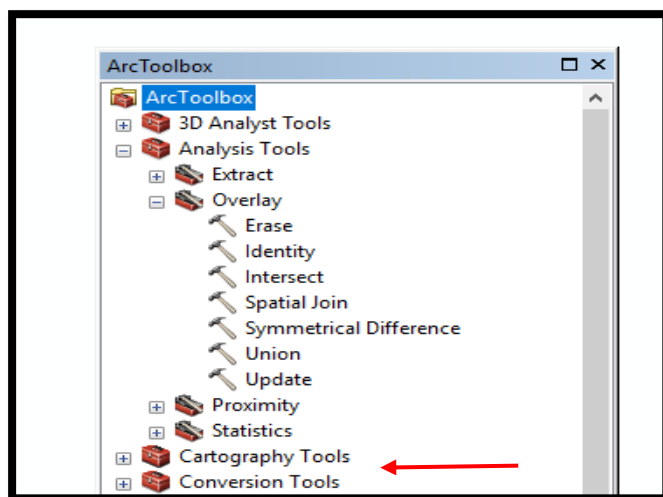 ArcToolbox
ArcToolbox
3D Analyst Tools
Analysis Tools
Extract
Overlay
Erase
Identity
Intersect
Spatial Join
Symmetrical Difference
Union
Update
Proximity
Statistics
Cartography Tools
Conversion Tools